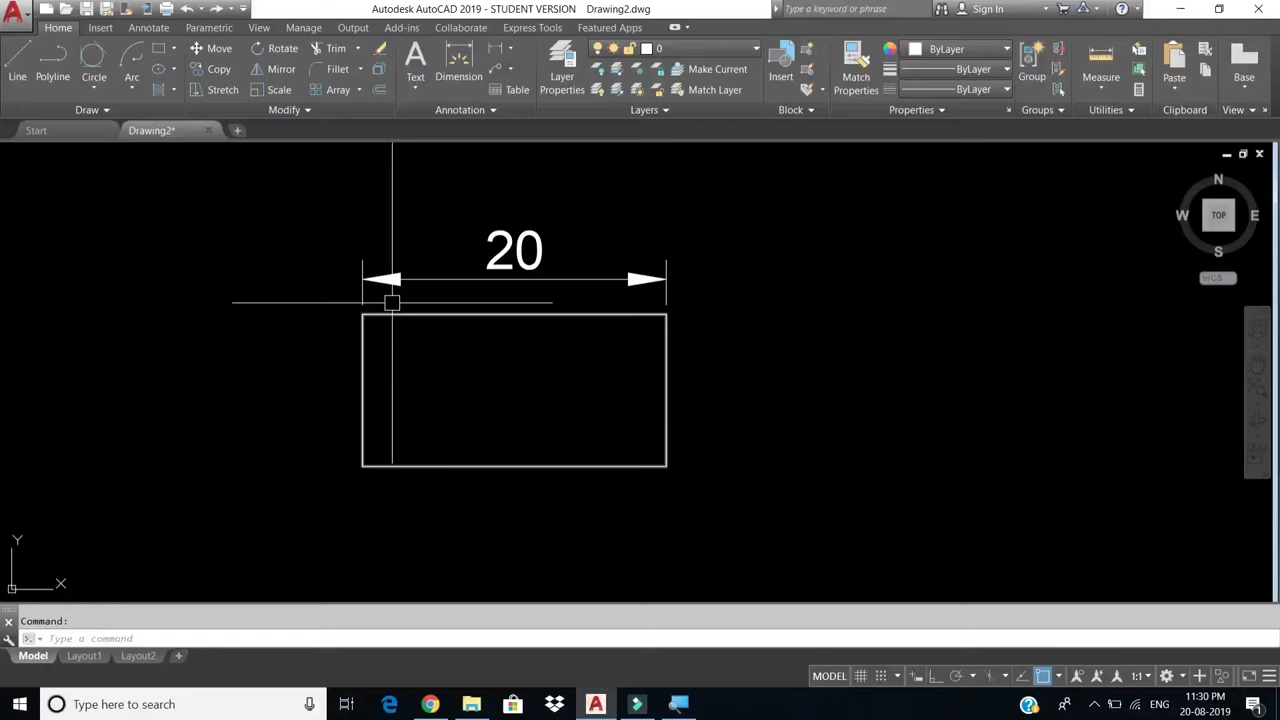 Autodesk AutoCAD 2019 - STUDENT VERSION Drawing2.dwg
Type a keyword or phrase
Sign In
Home Insert Annotate Parametric View Manage Output Add-ins Collaborate Express Tools Featured Apps
Line Polyline Circle Arc
Move Rotate Trim
Copy Mirror Fillet
Stretch Scale Array
Text Dimension Table
Layer Properties
0
Make Current
Match Layer
Insert
Match Properties
ByLayer
ByLayer
ByLayer
Group
Measure
Paste
Base
Draw Modify Annotation Layers Block Properties Groups Utilities Clipboard View
Start Drawing2*
N
W TOP E
S
WCS
20
Y
X
Command:
Type a command
Model Layout1 Layout2
MODEL 1:1
Type here to search
ENG
11:30 PM
20-08-2019
1